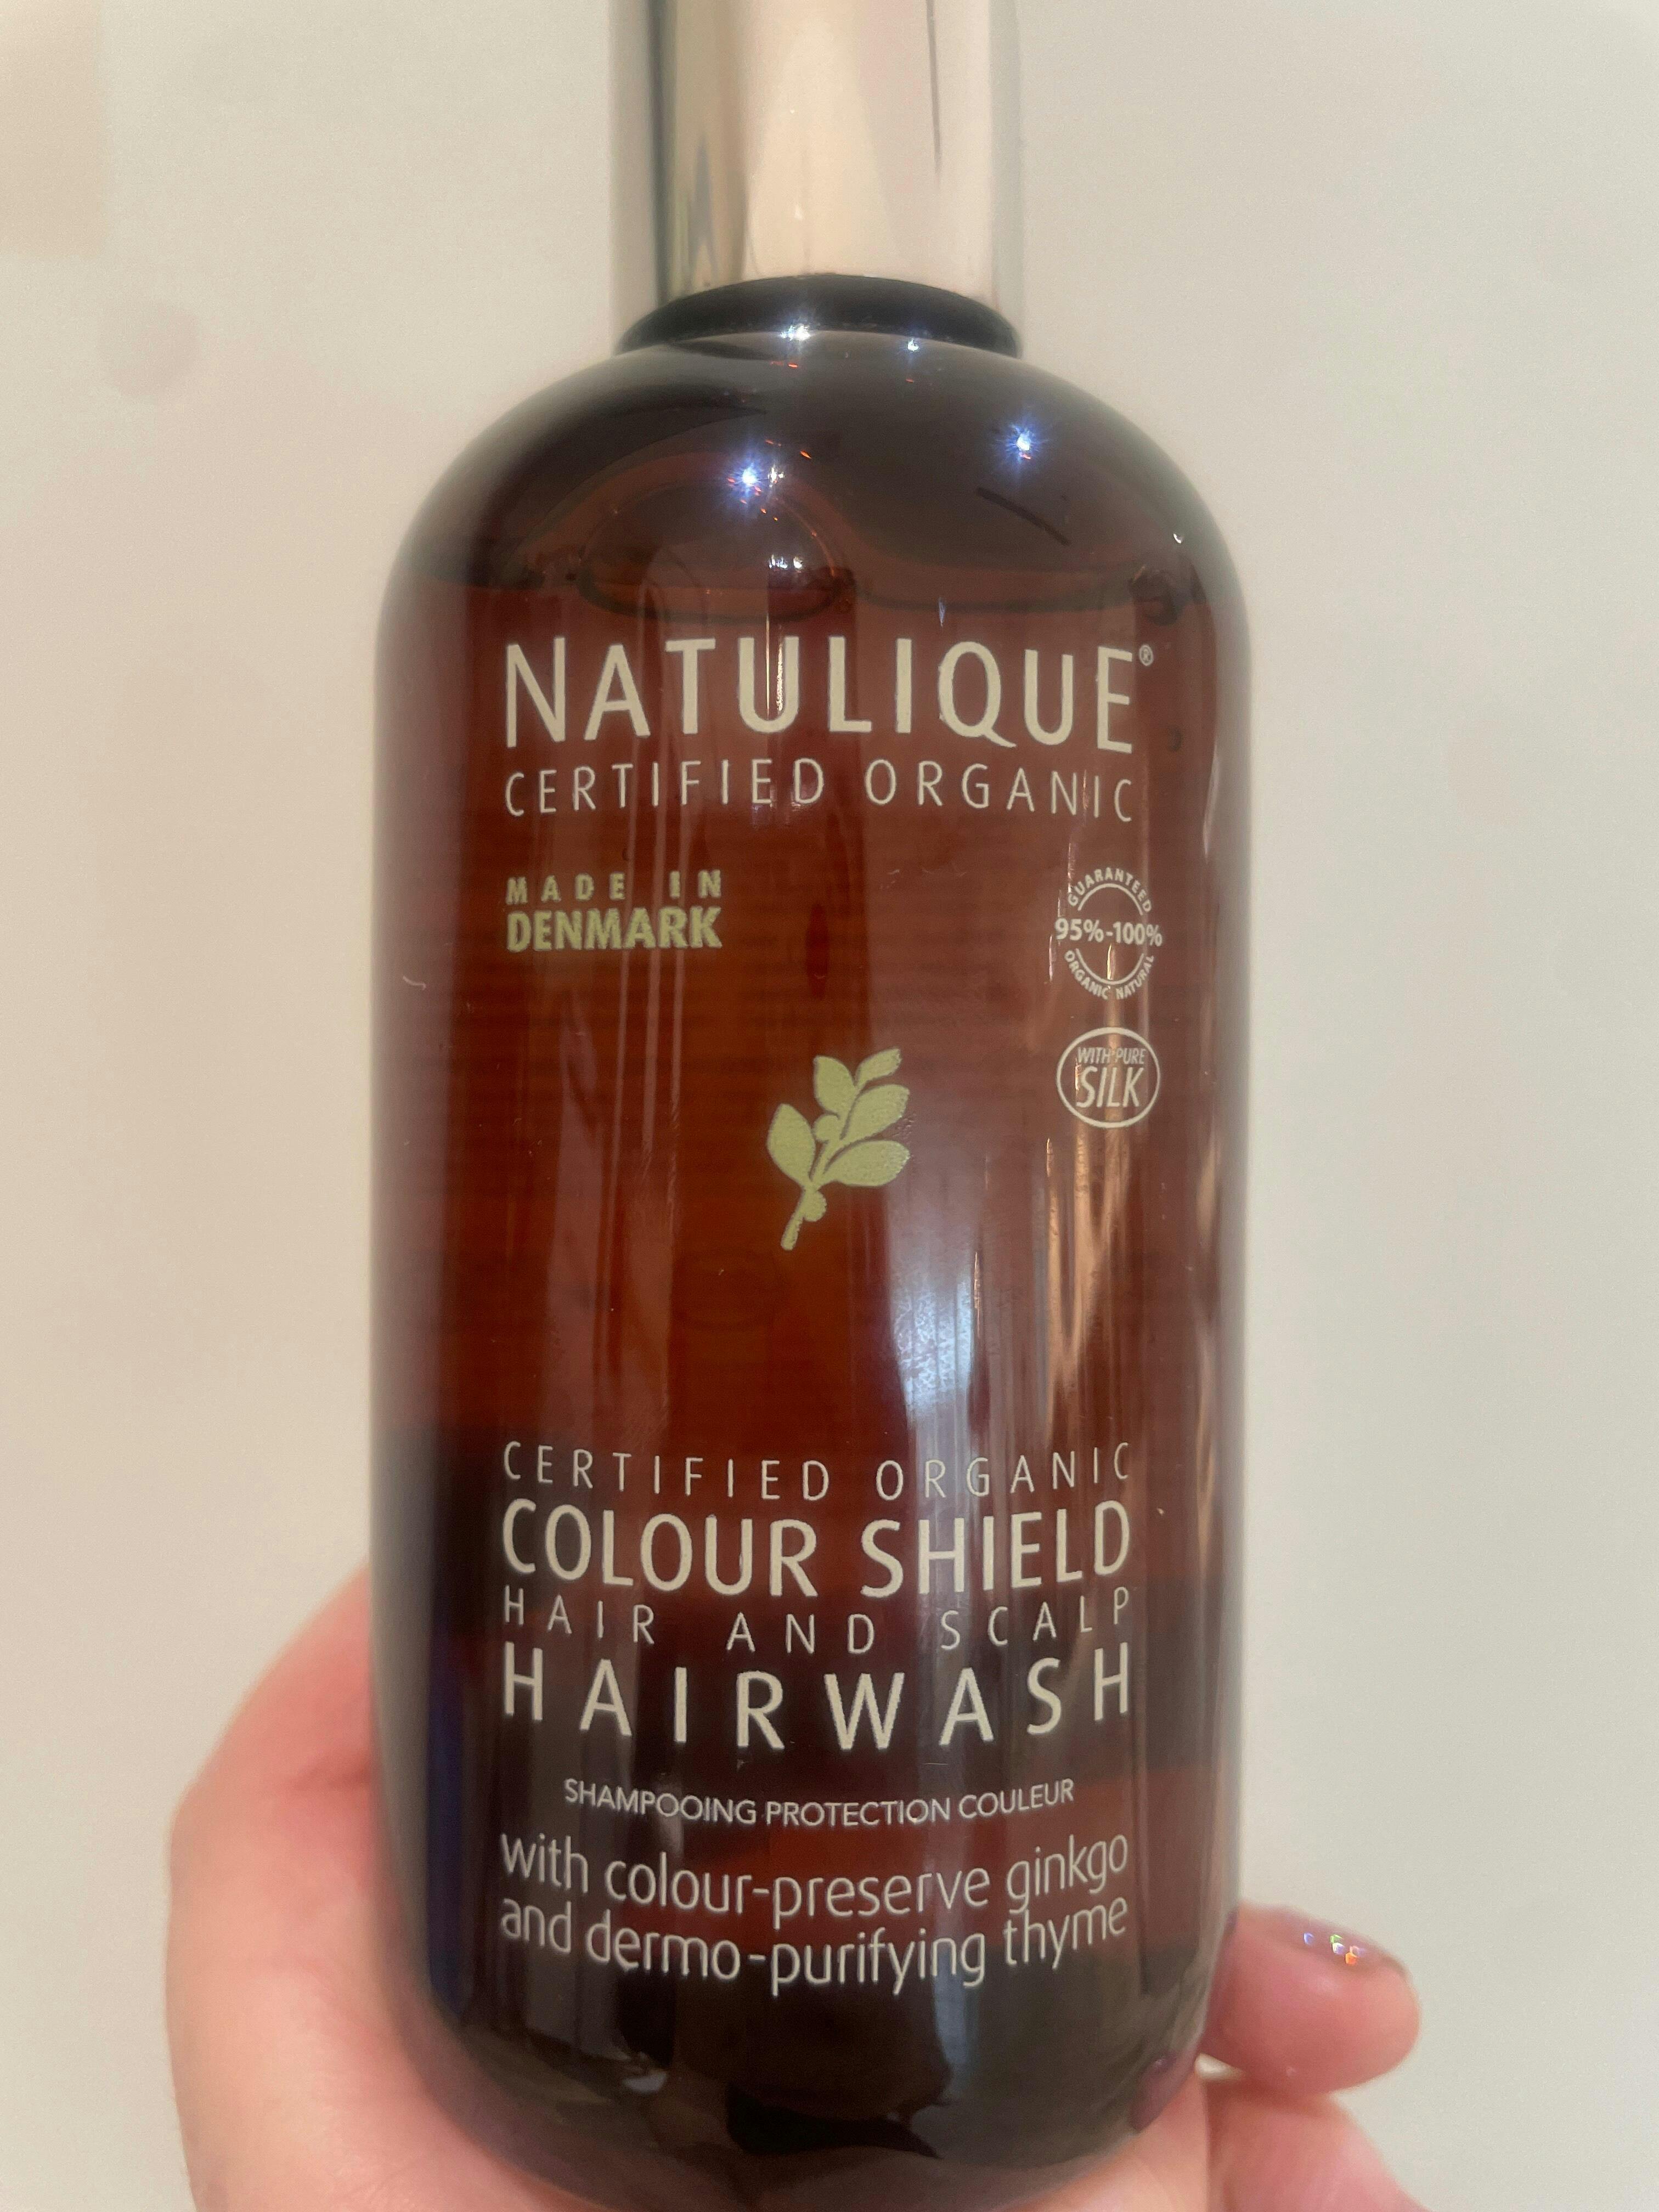 NATULIQUE®
CERTIFIED ORGANIC
MADE IN
DENMARK
GUARANTEED
95%-100%
ORGANIC NATURAL
WITH PURE
SILK
CERTIFIED ORGANIC
COLOUR SHIELD
HAIR AND SCALP
HAIRWASH
SHAMPOOING PROTECTION COULEUR
with colour-preserve ginkgo
and dermo-purifying thyme